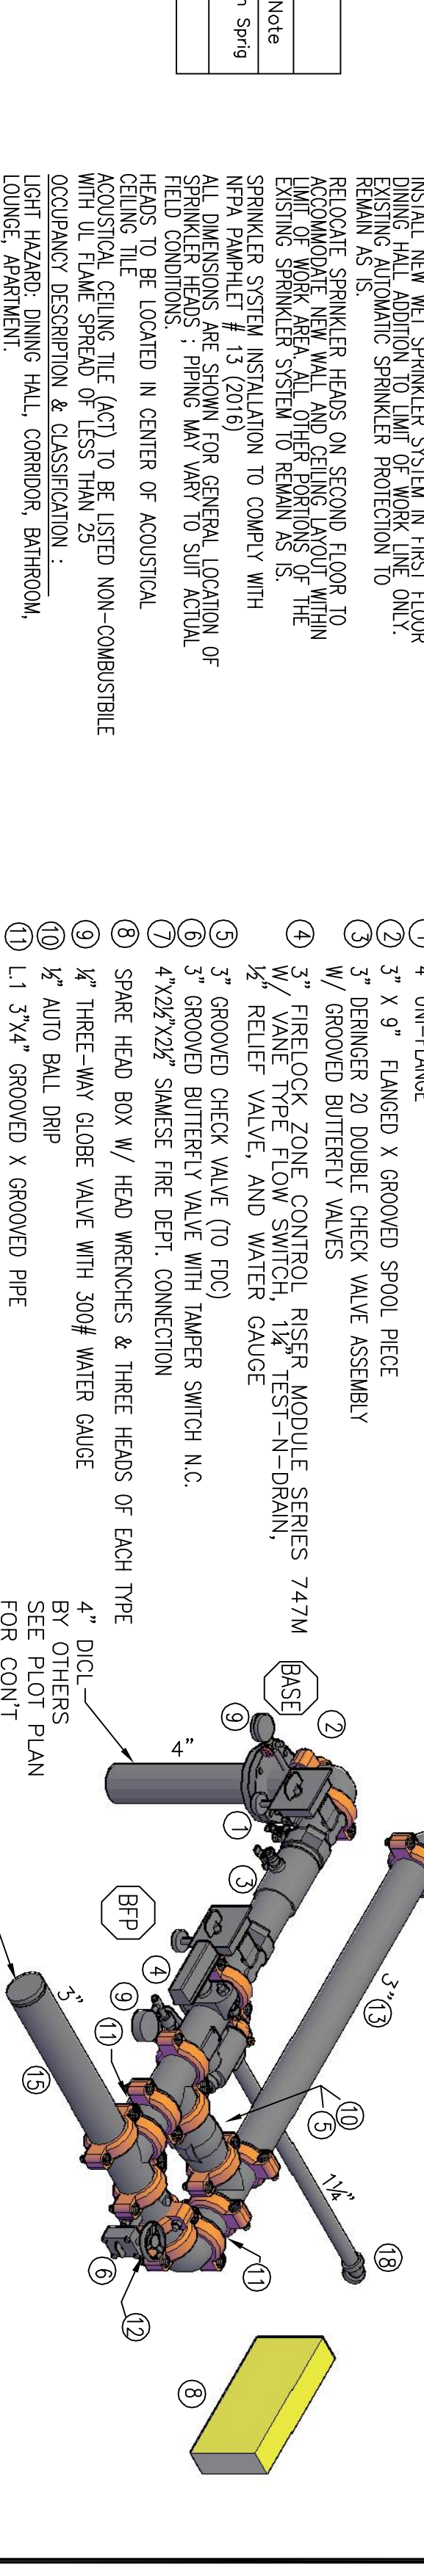 Note
n Sprig
INSTALL NEW WET SPRINKLER SYSTEM IN FIRST FLOOR
DINING HALL ADDITION TO LIMIT OF WORK LINE ONLY.
EXISTING AUTOMATIC SPRINKLER PROTECTION TO
REMAIN AS IS.
RELOCATE SPRINKLER HEADS ON SECOND FLOOR TO
ACCOMMODATE NEW WALL AND CEILING LAYOUT WITHIN
LIMIT OF WORK AREA. ALL OTHER PORTIONS OF THE
EXISTING SPRINKLER SYSTEM TO REMAIN AS IS.
SPRINKLER SYSTEM INSTALLATION TO COMPLY WITH
NFPA PAMPHLET # 13 (2016)
ALL DIMENSIONS ARE SHOWN FOR GENERAL LOCATION OF
SPRINKLER HEADS ; PIPING MAY VARY TO SUIT ACTUAL
FIELD CONDITIONS.
HEADS TO BE LOCATED IN CENTER OF ACOUSTICAL
CEILING TILE
ACOUSTICAL CEILING TILE (ACT) TO BE LISTED NON-COMBUSTBILE
WITH UL FLAME SPREAD OF LESS THAN 25
OCCUPANCY DESCRIPTION & CLASSIFICATION :
LIGHT HAZARD: DINING HALL, CORRIDOR, BATHROOM,
LOUNGE, APARTMENT.
1 4" UNI-FLANGE
2 3" X 9" FLANGED X GROOVED SPOOL PIECE
3 3" DERINGER 20 DOUBLE CHECK VALVE ASSEMBLY
W/ GROOVED BUTTERFLY VALVES
4 3" FIRELOCK ZONE CONTROL RISER MODULE SERIES 747M
W/ VANE TYPE FLOW SWITCH, 1¼" TEST-N-DRAIN,
½" RELIEF VALVE, AND WATER GAUGE
5 3" GROOVED CHECK VALVE (TO FDC)
6 3" GROOVED BUTTERFLY VALVE WITH TAMPER SWITCH N.C.
7 4"X2½"X2½" SIAMESE FIRE DEPT. CONNECTION
8 SPARE HEAD BOX W/ HEAD WRENCHES & THREE HEADS OF EACH TYPE
9 ¼" THREE-WAY GLOBE VALVE WITH 300# WATER GAUGE
10 ½" AUTO BALL DRIP
11 L.1 3"X4" GROOVED X GROOVED PIPE
4" DICL
BY OTHERS
SEE PLOT PLAN
FOR CON'T
BASE
2
9
4"
1
3
BFP
4
9
11
3"
15
3"
13
10
5
1¼"
18
11
6
12
8